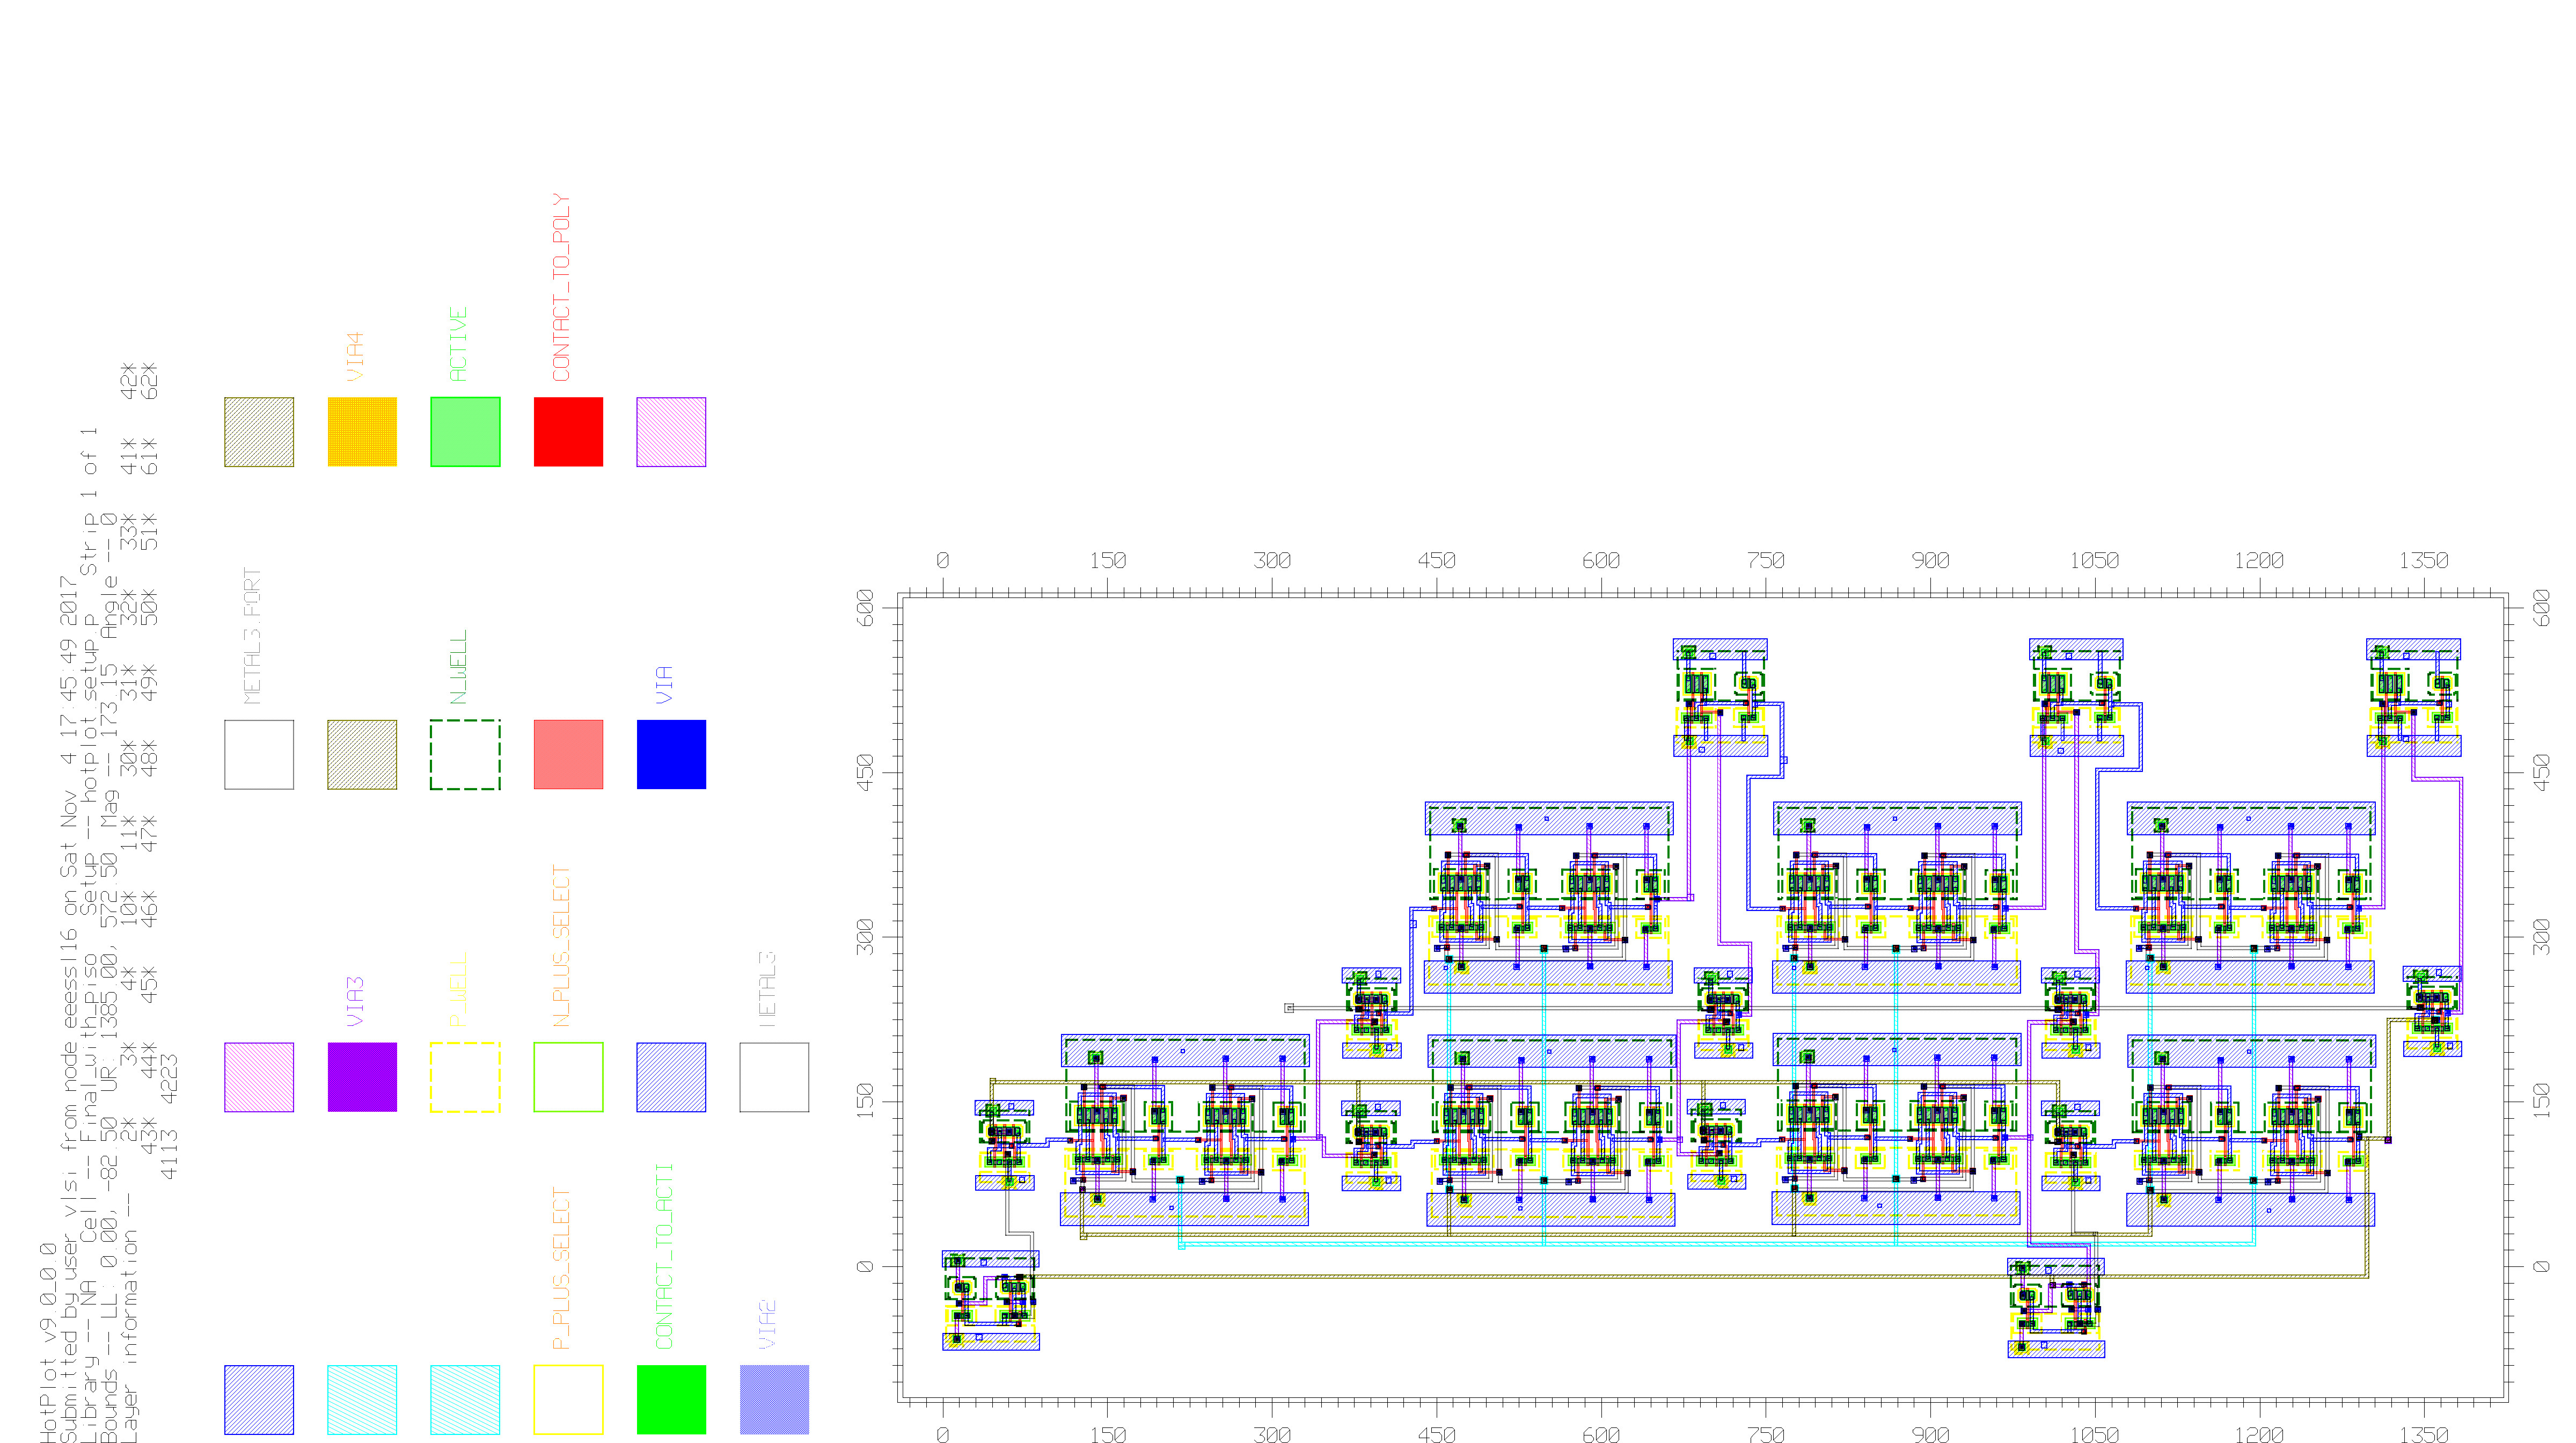 HotPlot v9.0_0.0
Submitted by user vlsi from node eeessl16 on Sat Nov 4 17:45:49 2017
Library -- NA Cell -- Final_with_Piso Setup -- hotplot.setup.P Strip 1 of 1
Bounds -- LL: 0.00, -82.50 UR: 1385.00, 572.50 Mag -- 173.15 Angle -- 0
Layer information -- 2* 3* 4* 10* 11* 30* 31* 32* 33* 41* 42*
43* 44* 45* 46* 47* 48* 49* 50* 51* 61* 62*
4113 4223
METAL3.PORT
VIA3 VIA4
P_WELL N_WELL ACTIVE
P_PLUS_SELECT N_PLUS_SELECT CONTACT_TO_POLY
CONTACT_TO_ACTI VIA
VIA2 METAL3
0 150 300 450 600 750 900 1050 1200 1350
600 600
450 450
300 300
150 150
0 0
0 150 300 450 600 750 900 1050 1200 1350